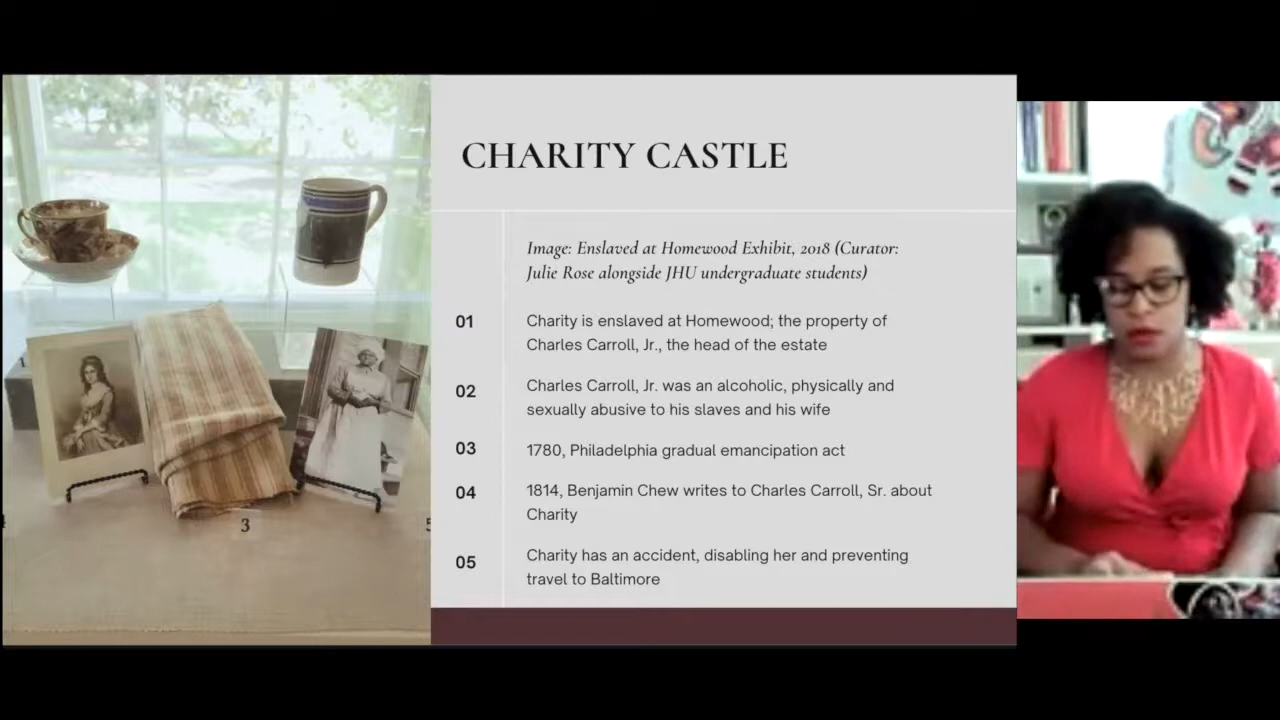 CHARITY CASTLE
Image: Enslaved at Homewood Exhibit, 2018 (Curator:
Julie Rose alongside JHU undergraduate students)
01
Charity is enslaved at Homewood; the property of
Charles Carroll, Jr., the head of the estate
02
Charles Carroll, Jr. was an alcoholic, physically and
sexually abusive to his slaves and his wife
03
1780, Philadelphia gradual emancipation act
04
1814, Benjamin Chew writes to Charles Carroll, Sr. about
Charity
05
Charity has an accident, disabling her and preventing
travel to Baltimore
3